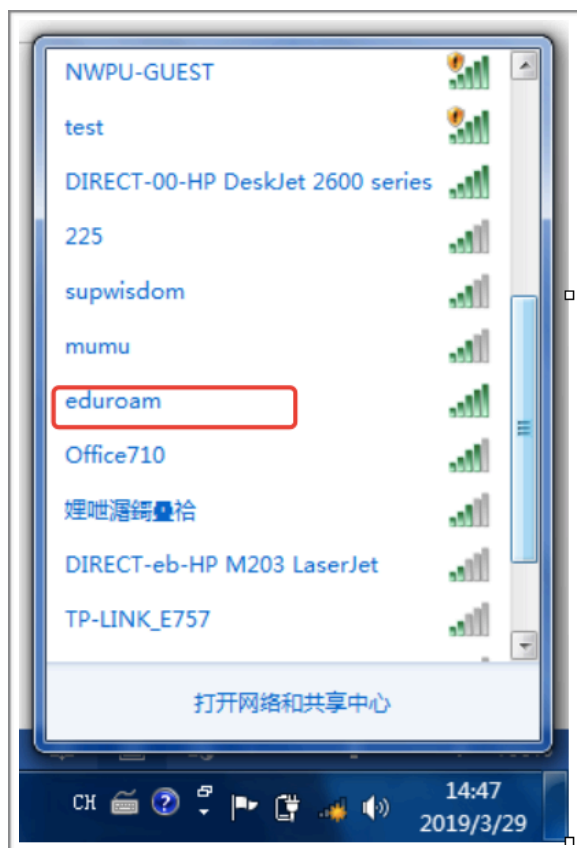 NWPU-GUEST
test
DIRECT-00-HP DeskJet 2600 series
225
supwisdom
mumu
eduroam
Office710
DIRECT-eb-HP M203 LaserJet
TP-LINK_E757
打开网络和共享中心
CH
14:47
2019/3/29